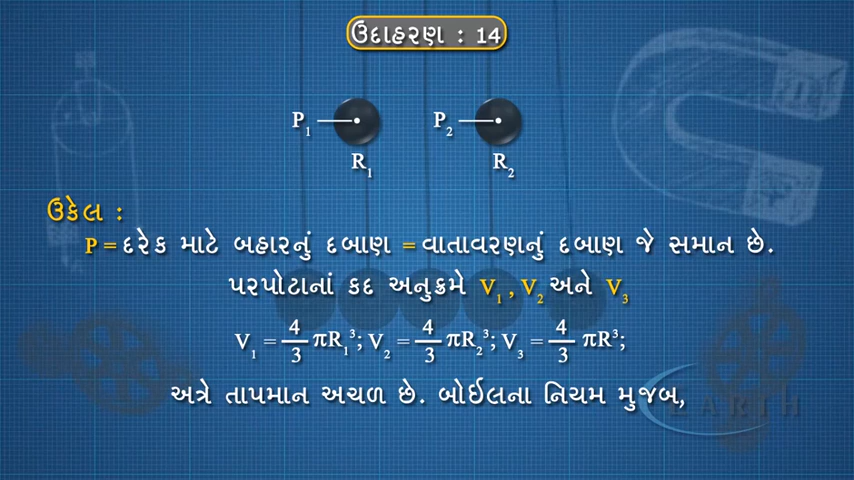 ઉદાહરણ : 14
P₁ P₂
R₁ R₂
ઉકેલ :
P = દરેક માટે બહારનું દબાણ = વાતાવરણનું દબાણ જે સમાન છે.
પરપોટાનાં કદ અનુક્રમે V₁ , V₂ અને V₃
V₁ = 4/3 πR₁³; V₂ = 4/3 πR₂³; V₃ = 4/3 πR³;
અત્રે તાપમાન અચળ છે. બોઈલના નિયમ મુજબ,
EARTH